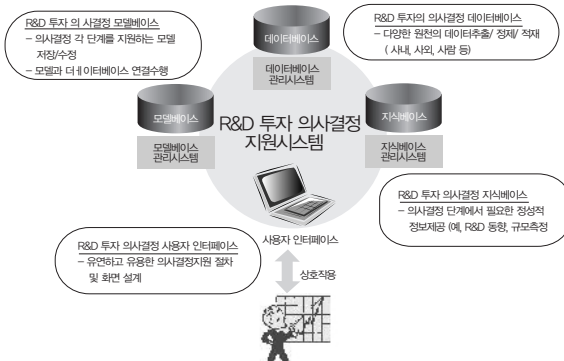 R&D 투자 의 사결정 모델베이스
– 의사결정 각 단계를 지원하는 모델
저장/수정
– 모델과 데이터베이스 연결수행
데이터베이스
데이터베이스
관리시스템
R&D 투자의 의사결정 데이터베이스
– 다양한 원천의 데이터추출/ 정제/ 적재
( 사내, 사외, 사람 등)
모델베이스
모델베이스
관리시스템
R&D 투자 의사결정
지원시스템
지식베이스
지식베이스
관리시스템
R&D 투자 의사결정 지식베이스
– 의사결정 단계에서 필요한 정성적
정보제공 (예, R&D 동향, 규모측정
R&D 투자 의사결정 사용자 인터페이스
– 유연하고 유용한 의사결정지원 절차
및 화면 설계
사용자 인터페이스
상호작용